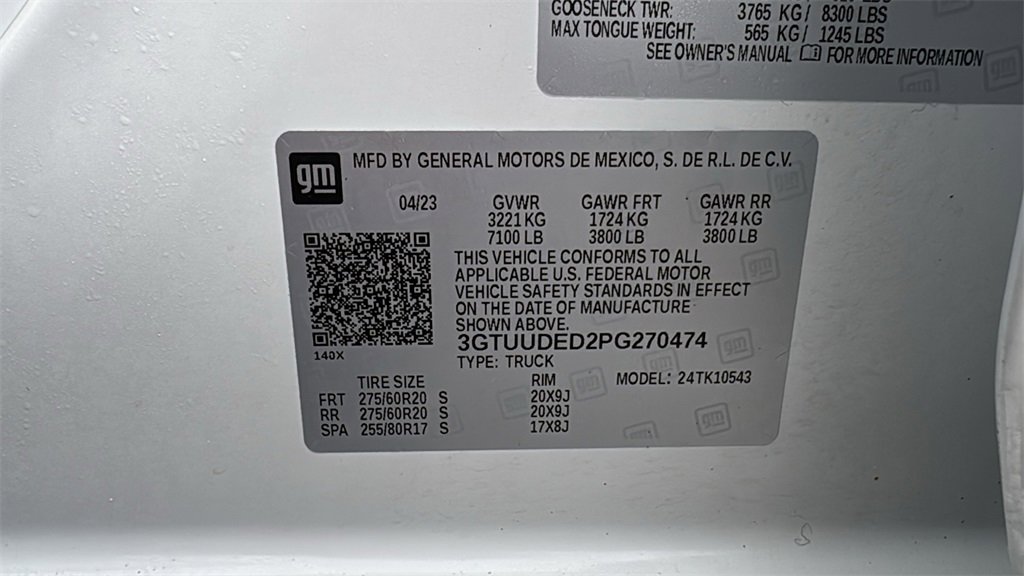 GOOSENECK TWR: 3765 KG/ 8300 LBS
MAX TONGUE WEIGHT: 565 KG/ 1245 LBS
SEE OWNER'S MANUAL FOR MORE INFORMATION
gm
MFD BY GENERAL MOTORS DE MEXICO, S. DE R.L. DE C.V.
04/23 GVWR GAWR FRT GAWR RR
3221 KG 1724 KG 1724 KG
7100 LB 3800 LB 3800 LB
THIS VEHICLE CONFORMS TO ALL
APPLICABLE U.S. FEDERAL MOTOR
VEHICLE SAFETY STANDARDS IN EFFECT
ON THE DATE OF MANUFACTURE
SHOWN ABOVE.
3GTUUDED2PG270474
140X
TYPE: TRUCK
TIRE SIZE RIM MODEL: 24TK10543
FRT 275/60R20 S 20X9J
RR 275/60R20 S 20X9J
SPA 255/80R17 S 17X8J